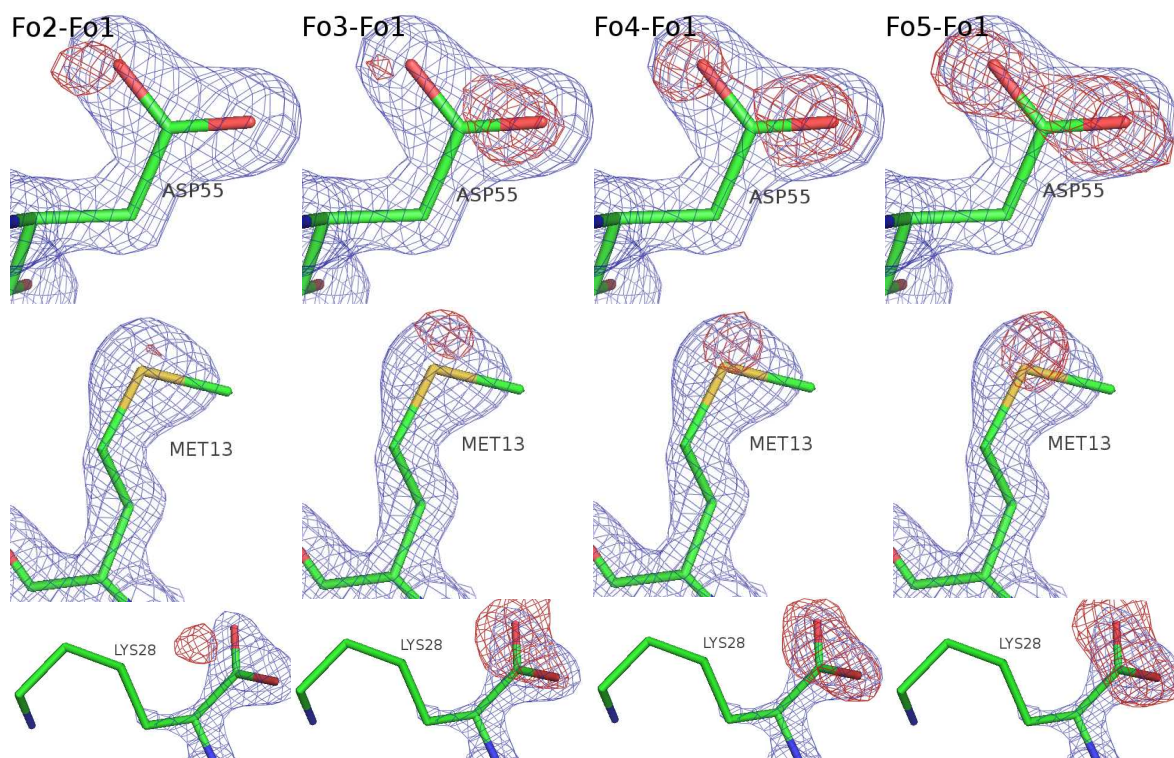 Fo2-Fo1 Fo3-Fo1 Fo4-Fo1 Fo5-Fo1
ASP55 ASP55 ASP55 ASP55
MET13 MET13 MET13 MET13
LYS28 LYS28 LYS28 LYS28